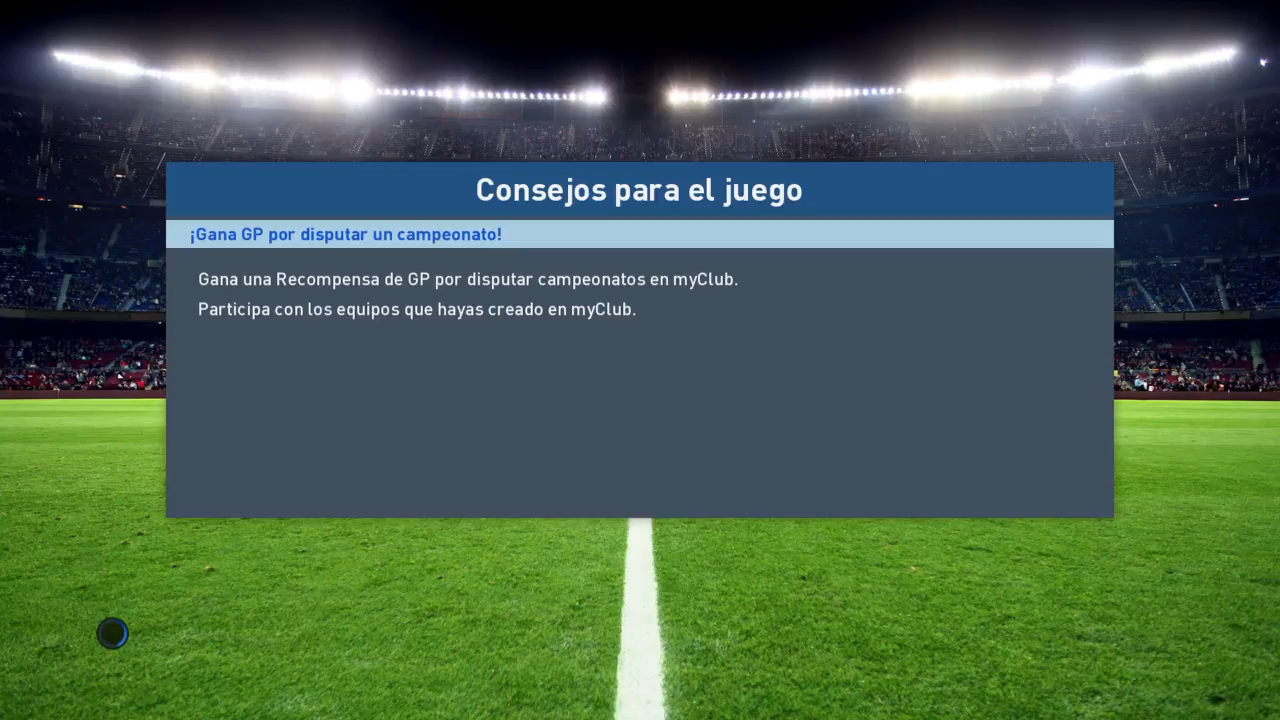 Consejos para el juego
¡Gana GP por disputar un campeonato!
Gana una Recompensa de GP por disputar campeonatos en myClub.
Participa con los equipos que hayas creado en myClub.